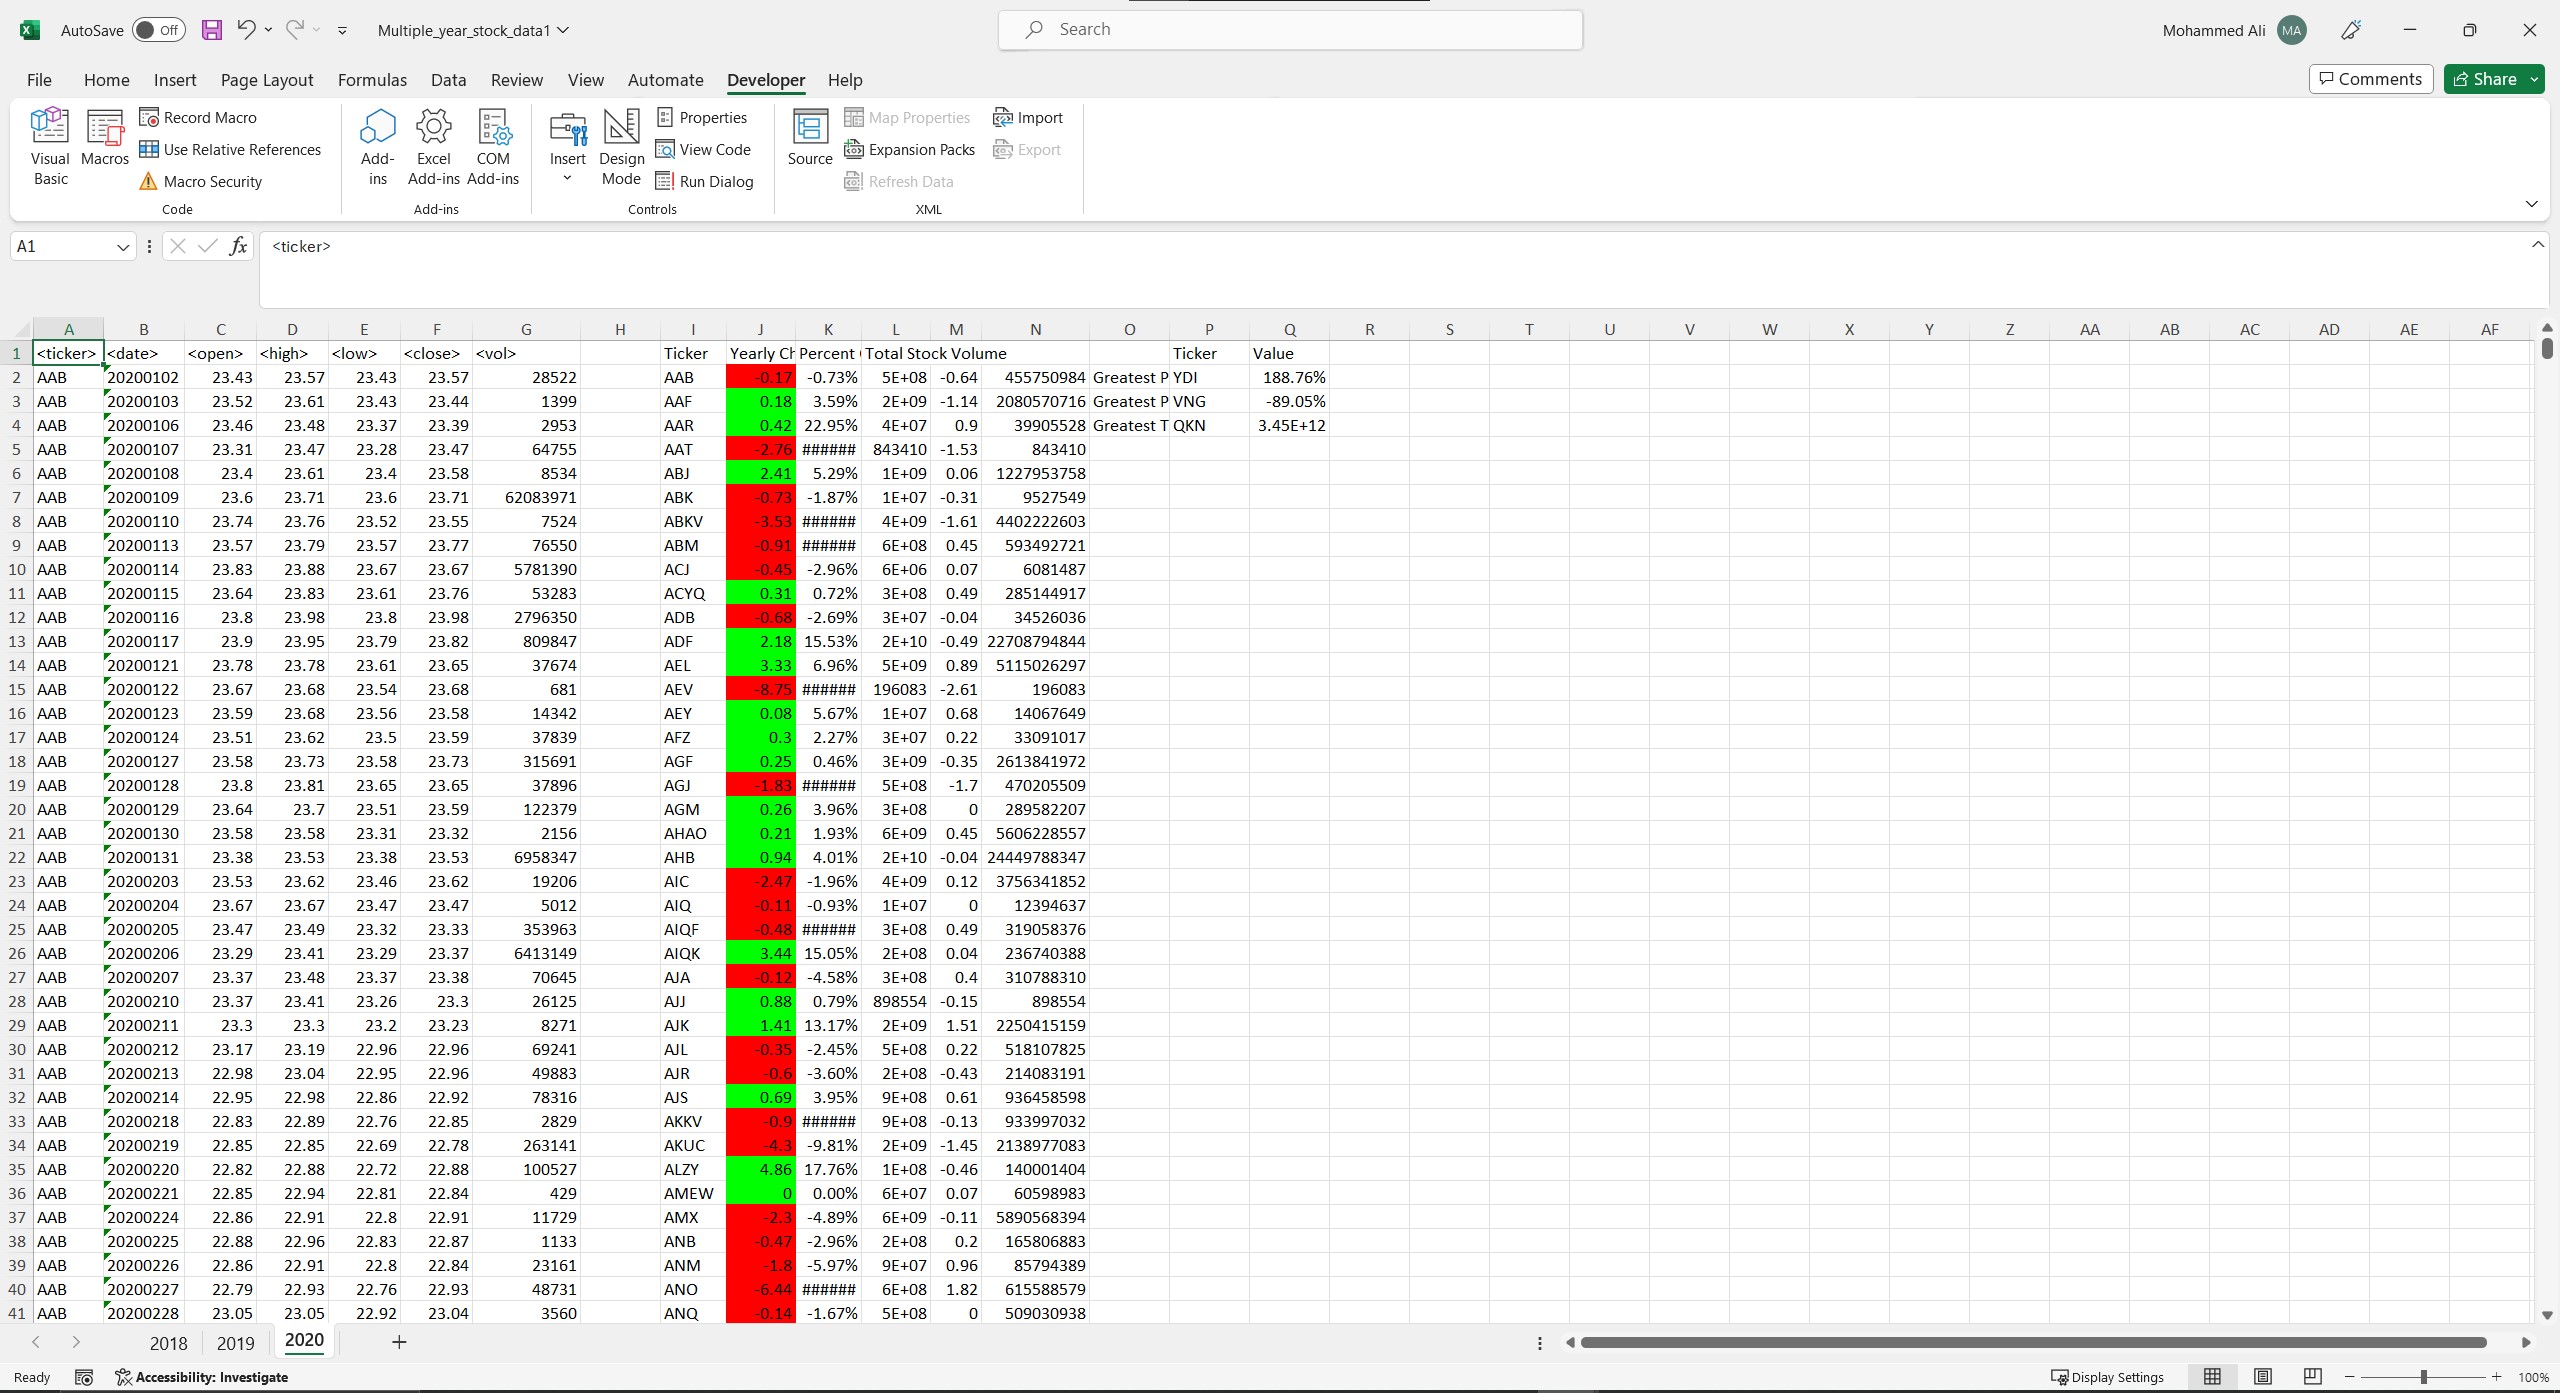 AutoSave Off Multiple_year_stock_data1 Search Mohammed Ali MA
File Home Insert Page Layout Formulas Data Review View Automate Developer Help Comments Share
Visual Basic Macros Record Macro Use Relative References Macro Security Code
Add-ins Excel Add-ins COM Add-ins Add-ins
Insert Design Mode Properties View Code Run Dialog Controls
Source Map Properties Expansion Packs Refresh Data Import Export XML
A1 fx <ticker>
A B C D E F G H I J K L M N O P Q R S T U V W X Y Z AA AB AC AD AE AF
1 <ticker> <date> <open> <high> <low> <close> <vol> Ticker Yearly Ch Percent Total Stock Volume Ticker Value
2 AAB 20200102 23.43 23.57 23.43 23.57 28522 AAB -0.17 -0.73% 5E+08 -0.64 455750984 Greatest P YDI 188.76%
3 AAB 20200103 23.52 23.61 23.43 23.44 1399 AAF 0.18 3.59% 2E+09 -1.14 2080570716 Greatest P VNG -89.05%
4 AAB 20200106 23.46 23.48 23.37 23.39 2953 AAR 0.42 22.95% 4E+07 0.9 39905528 Greatest T QKN 3.45E+12
5 AAB 20200107 23.31 23.47 23.28 23.47 64755 AAT -2.76 ###### 843410 -1.53 843410
6 AAB 20200108 23.4 23.61 23.4 23.58 8534 ABJ 2.41 5.29% 1E+09 0.06 1227953758
7 AAB 20200109 23.6 23.71 23.6 23.71 62083971 ABK -0.73 -1.87% 1E+07 -0.31 9527549
8 AAB 20200110 23.74 23.76 23.52 23.55 7524 ABKV -3.53 ###### 4E+09 -1.61 4402222603
9 AAB 20200113 23.57 23.79 23.57 23.77 76550 ABM -0.91 ###### 6E+08 0.45 593492721
10 AAB 20200114 23.83 23.88 23.67 23.67 5781390 ACJ -0.45 -2.96% 6E+06 0.07 6081487
11 AAB 20200115 23.64 23.83 23.61 23.76 53283 ACYQ 0.31 0.72% 3E+08 0.49 285144917
12 AAB 20200116 23.8 23.98 23.8 23.98 2796350 ADB -0.68 -2.69% 3E+07 -0.04 34526036
13 AAB 20200117 23.9 23.95 23.79 23.82 809847 ADF 2.18 15.53% 2E+10 -0.49 22708794844
14 AAB 20200121 23.78 23.78 23.61 23.65 37674 AEL 3.33 6.96% 5E+09 0.89 5115026297
15 AAB 20200122 23.67 23.68 23.54 23.68 681 AEV -8.75 ###### 196083 -2.61 196083
16 AAB 20200123 23.59 23.68 23.56 23.58 14342 AEY 0.08 5.67% 1E+07 0.68 14067649
17 AAB 20200124 23.51 23.62 23.5 23.59 37839 AFZ 0.3 2.27% 3E+07 0.22 33091017
18 AAB 20200127 23.58 23.73 23.58 23.73 315691 AGF 0.25 0.46% 3E+09 -0.35 2613841972
19 AAB 20200128 23.8 23.81 23.65 23.65 37896 AGJ -1.83 ###### 5E+08 -1.7 470205509
20 AAB 20200129 23.64 23.7 23.51 23.59 122379 AGM 0.26 3.96% 3E+08 0 289582207
21 AAB 20200130 23.58 23.58 23.31 23.32 2156 AHAO 0.21 1.93% 6E+09 0.45 5606228557
22 AAB 20200131 23.38 23.53 23.38 23.53 6958347 AHB 0.94 4.01% 2E+10 -0.04 24449788347
23 AAB 20200203 23.53 23.62 23.46 23.62 19206 AIC -2.47 -1.96% 4E+09 0.12 3756341852
24 AAB 20200204 23.67 23.67 23.47 23.47 5012 AIQ -0.11 -0.93% 1E+07 0 12394637
25 AAB 20200205 23.47 23.49 23.32 23.33 353963 AIQF -0.48 ###### 3E+08 0.49 319058376
26 AAB 20200206 23.29 23.41 23.29 23.37 6413149 AIQK 3.44 15.05% 2E+08 0.04 236740388
27 AAB 20200207 23.37 23.48 23.37 23.38 70645 AJA -0.12 -4.58% 3E+08 0.4 310788310
28 AAB 20200210 23.37 23.41 23.26 23.3 26125 AJJ 0.88 0.79% 898554 -0.15 898554
29 AAB 20200211 23.3 23.3 23.2 23.23 8271 AJK 1.41 13.17% 2E+09 1.51 2250415159
30 AAB 20200212 23.17 23.19 22.96 22.96 69241 AJL -0.35 -2.45% 5E+08 0.22 518107825
31 AAB 20200213 22.98 23.04 22.95 22.96 49883 AJR -0.6 -3.60% 2E+08 -0.43 214083191
32 AAB 20200214 22.95 22.98 22.86 22.92 78316 AJS 0.69 3.95% 9E+08 0.61 936458598
33 AAB 20200218 22.83 22.89 22.76 22.85 2829 AKKV -0.9 ###### 9E+08 -0.13 933997032
34 AAB 20200219 22.85 22.85 22.69 22.78 263141 AKUC -4.3 -9.81% 2E+09 -1.45 2138977083
35 AAB 20200220 22.82 22.88 22.72 22.88 100527 ALZY 4.86 17.76% 1E+08 -0.46 140001404
36 AAB 20200221 22.85 22.94 22.81 22.84 429 AMEW 0 0.00% 6E+07 0.07 60598983
37 AAB 20200224 22.86 22.91 22.8 22.91 11729 AMX -2.3 -4.89% 6E+09 -0.11 5890568394
38 AAB 20200225 22.88 22.96 22.83 22.87 1133 ANB -0.47 -2.96% 2E+08 0.2 165806883
39 AAB 20200226 22.86 22.91 22.8 22.84 23161 ANM -1.8 -5.97% 9E+07 0.96 85794389
40 AAB 20200227 22.79 22.93 22.76 22.93 48731 ANO -6.44 ###### 6E+08 1.82 615588579
41 AAB 20200228 23.05 23.05 22.92 23.04 3560 ANQ -0.14 -1.67% 5E+08 0 509030938
2018 2019 2020
Ready Accessibility: Investigate Display Settings 100%